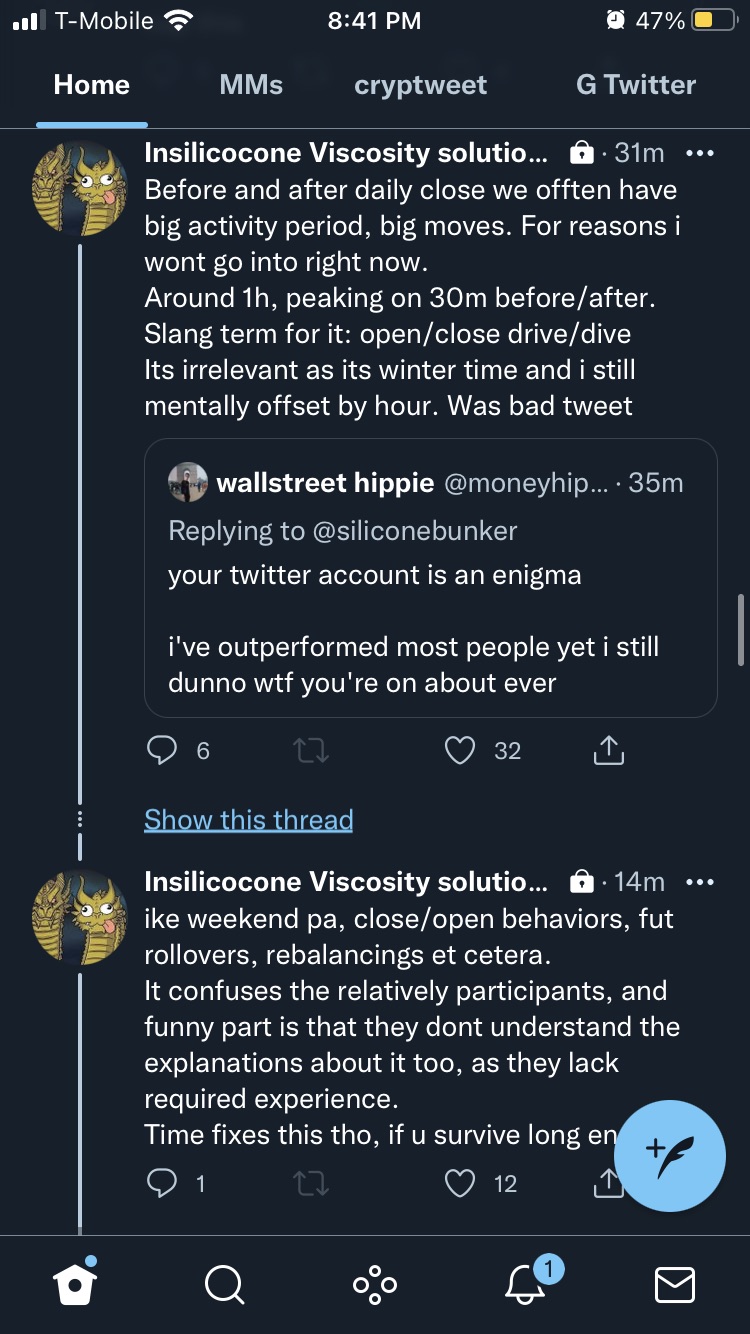 T-Mobile 8:41 PM 47%
Home MMs cryptweet G Twitter
Insilicocone Viscosity solutio... · 31m
Before and after daily close we offten have
big activity period, big moves. For reasons i
wont go into right now.
Around 1h, peaking on 30m before/after.
Slang term for it: open/close drive/dive
Its irrelevant as its winter time and i still
mentally offset by hour. Was bad tweet
wallstreet hippie @moneyhip... · 35m
Replying to @siliconebunker
your twitter account is an enigma
i've outperformed most people yet i still
dunno wtf you're on about ever
6 32
Show this thread
Insilicocone Viscosity solutio... · 14m
ike weekend pa, close/open behaviors, fut
rollovers, rebalancings et cetera.
It confuses the relatively participants, and
funny part is that they dont understand the
explanations about it too, as they lack
required experience.
Time fixes this tho, if u survive long en
1 12
1